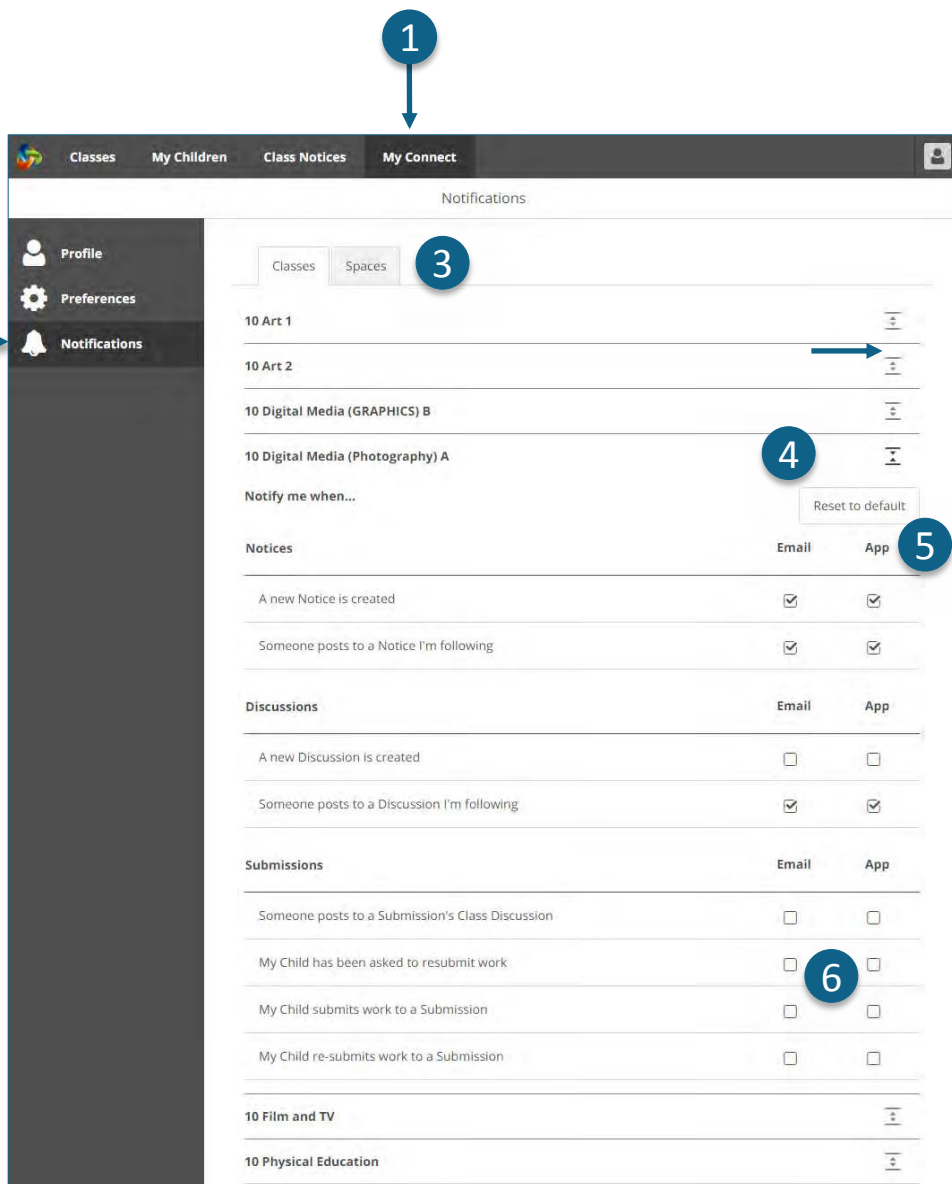 1
Classes My Children Class Notices My Connect
Notifications
Profile
Preferences
Notifications
Classes Spaces 3
10 Art 1
10 Art 2
10 Digital Media (GRAPHICS) B
10 Digital Media (Photography) A 4
Notify me when... Reset to default
Notices Email App 5
A new Notice is created
Someone posts to a Notice I'm following
Discussions Email App
A new Discussion is created
Someone posts to a Discussion I'm following
Submissions Email App
Someone posts to a Submission's Class Discussion
My Child has been asked to resubmit work 6
My Child submits work to a Submission
My Child re-submits work to a Submission
10 Film and TV
10 Physical Education